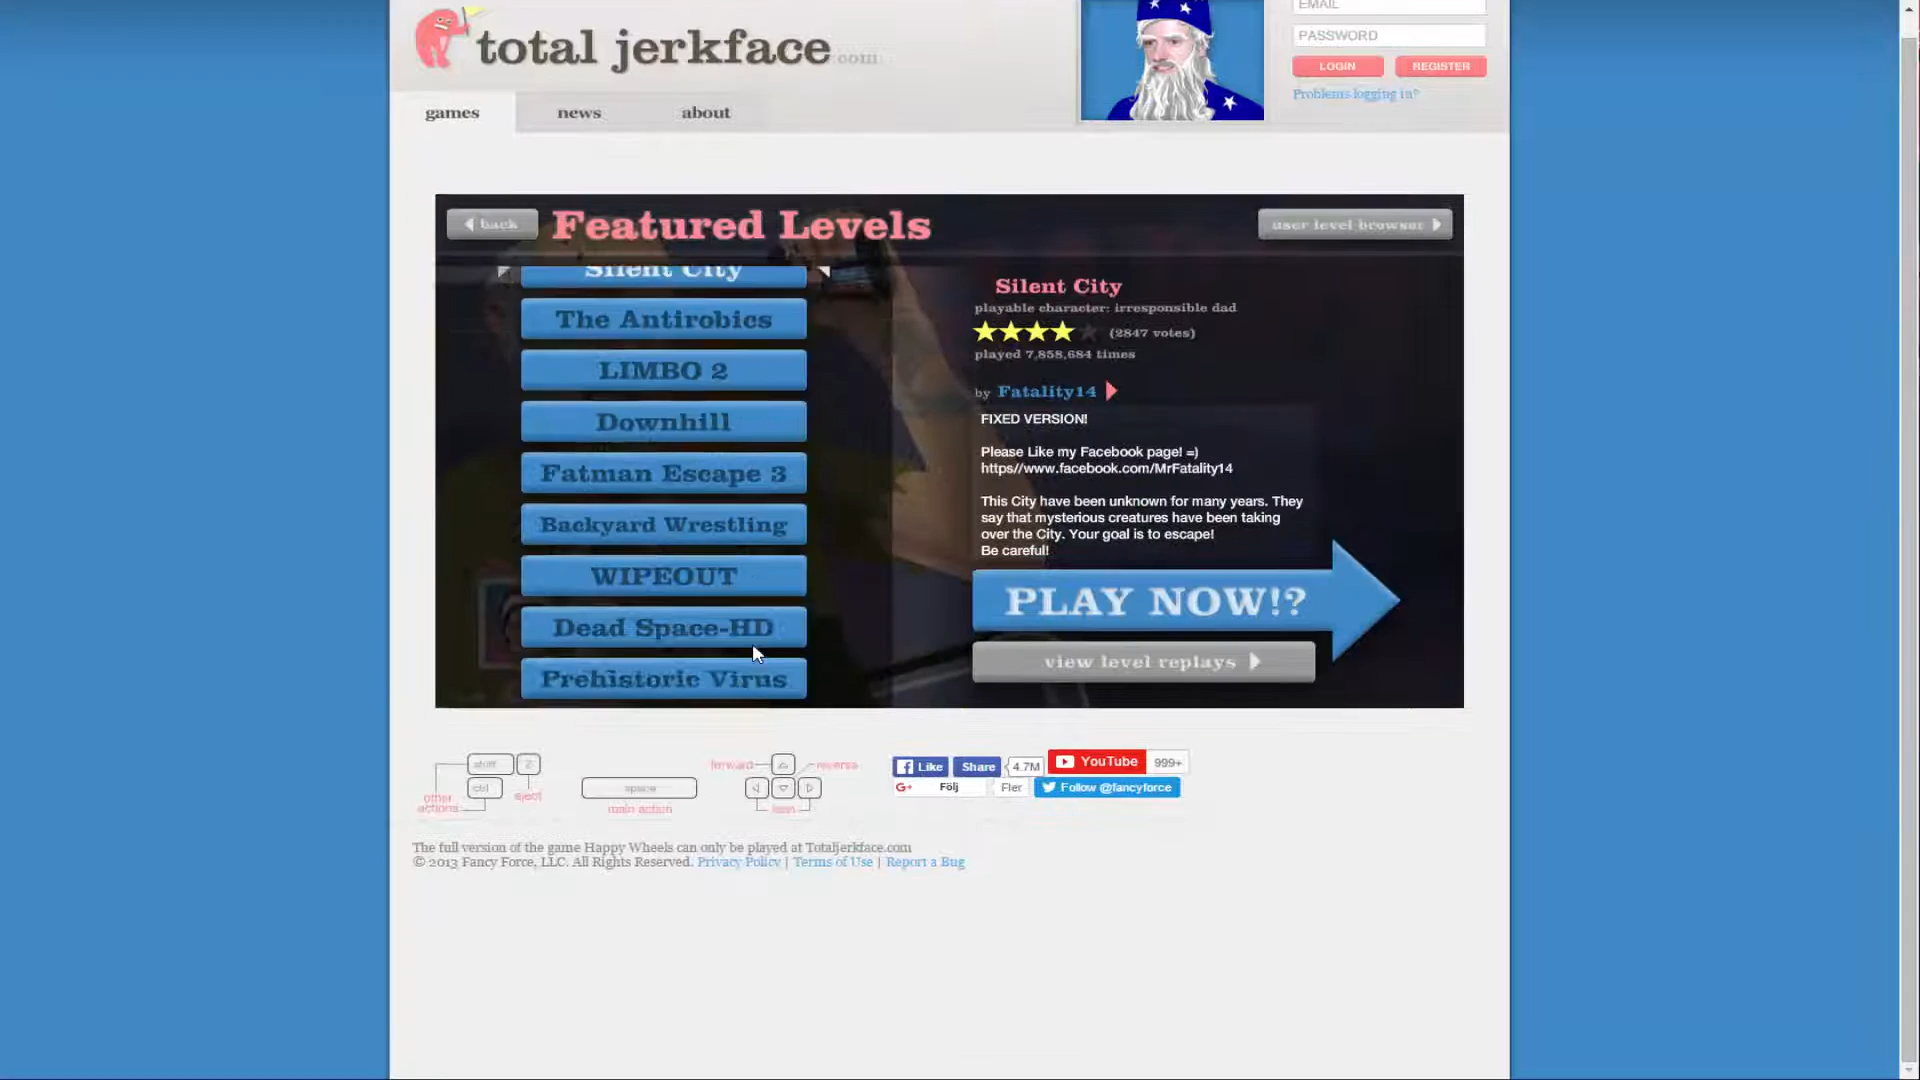 total jerkface.com
EMAIL
PASSWORD
LOGIN
REGISTER
Problems logging in?
games
news
about
back
Featured Levels
user level browser
Silent City
The Antirobics
LIMBO 2
Downhill
Fatman Escape 3
Backyard Wrestling
WIPEOUT
Dead Space-HD
Prehistoric Virus
Silent City
playable character: irresponsible dad
(2847 votes)
played 7,858,684 times
by Fatality14
FIXED VERSION!
Please Like my Facebook page! =)
https//www.facebook.com/MrFatality14
This City have been unknown for many years. They
say that mysterious creatures have been taking
over the City. Your goal is to escape!
Be careful!
PLAY NOW!?
view level replays
shift
Z
ctrl
other
actions
eject
space
main action
forward
reverse
lean
Like
Share
4.7M
YouTube
999+
G+
Följ
Fler
Follow @fancyforce
The full version of the game Happy Wheels can only be played at Totaljerkface.com
© 2013 Fancy Force, LLC. All Rights Reserved. Privacy Policy | Terms of Use | Report a Bug